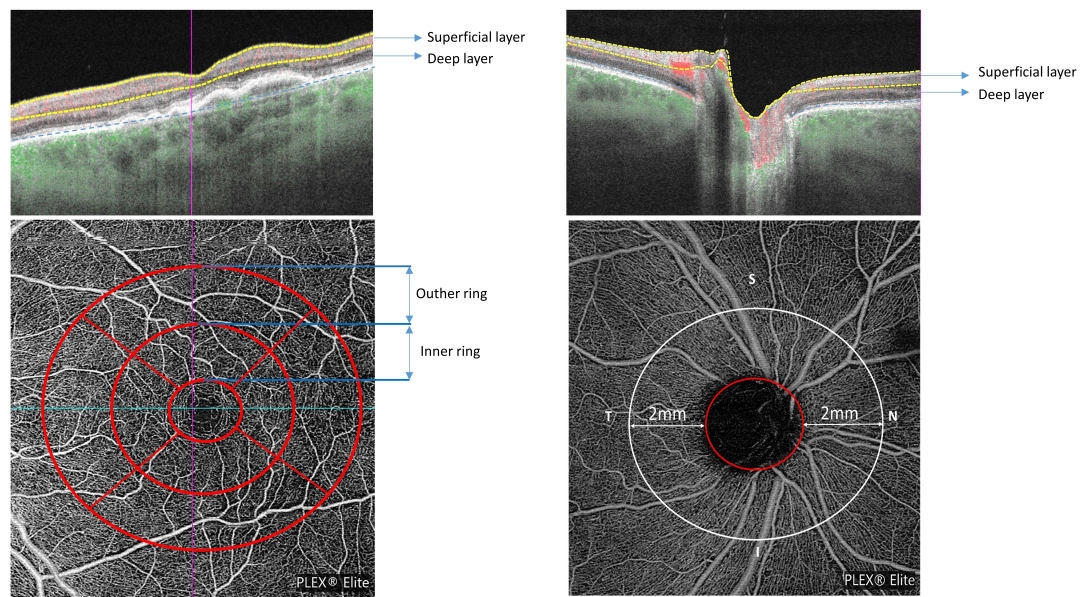 Superficial layer
Deep layer
Superficial layer
Deep layer
Outher ring
Inner ring
PLEX® Elite
S
T
2mm
2mm
N
I
PLEX® Elite